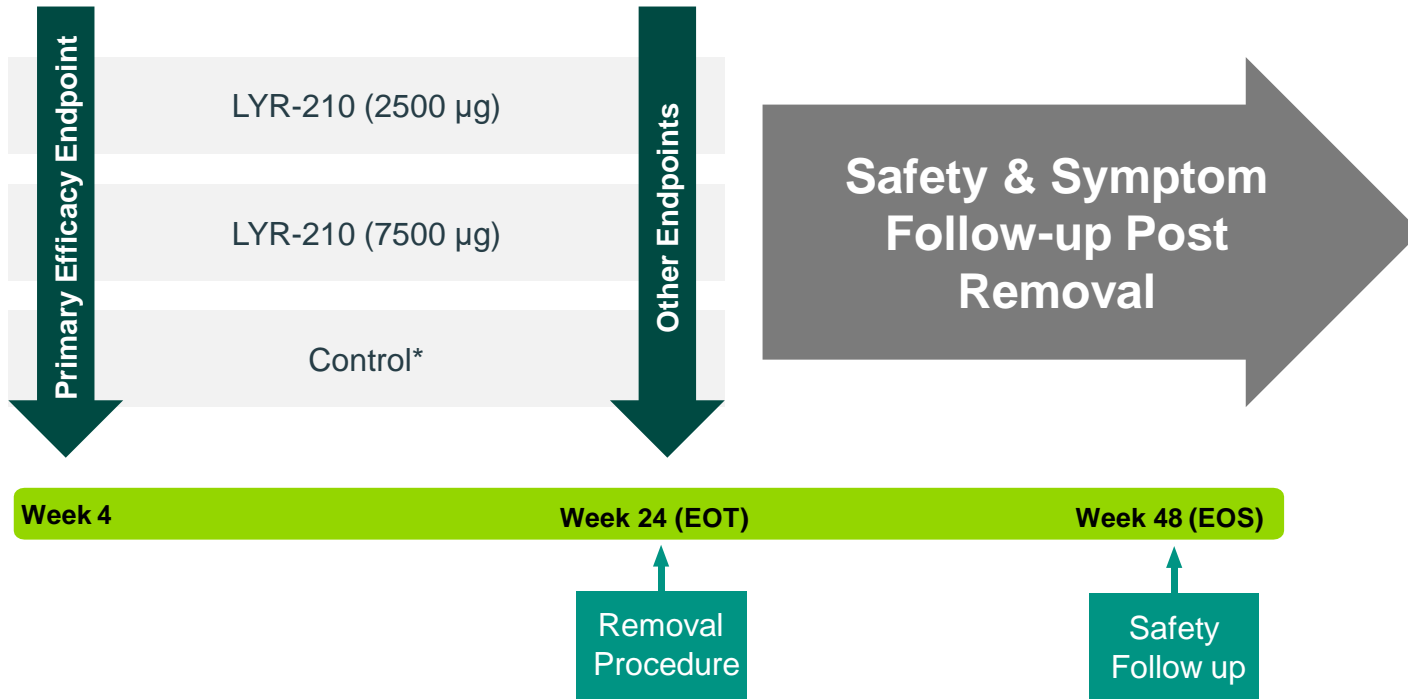 Primary Efficacy Endpoint
LYR-210 (2500 µg)
LYR-210 (7500 µg)
Control*
Other Endpoints
Safety & Symptom
Follow-up Post
Removal
Week 4
Week 24 (EOT)
Week 48 (EOS)
Removal
Procedure
Safety
Follow up